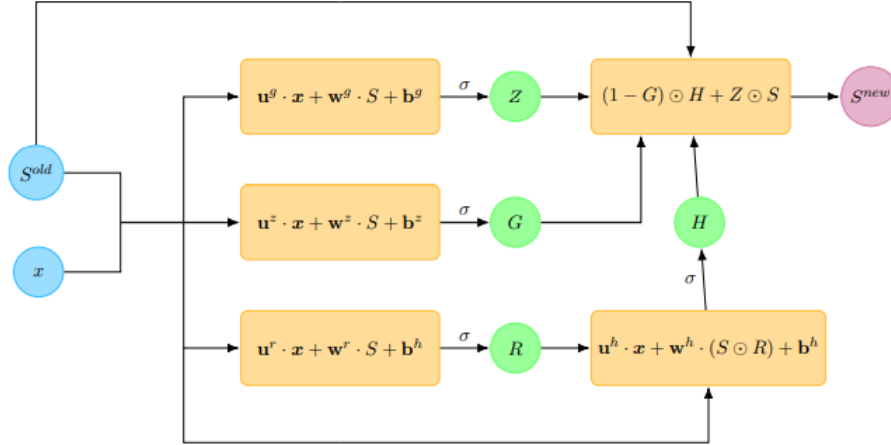 S^{old}
x
u^g · x + w^g · S + b^g
σ
Z
(1 − G) ⊙ H + Z ⊙ S
S^{new}
u^z · x + w^z · S + b^z
σ
G
H
σ
u^r · x + w^r · S + b^h
σ
R
u^h · x + w^h · (S ⊙ R) + b^h